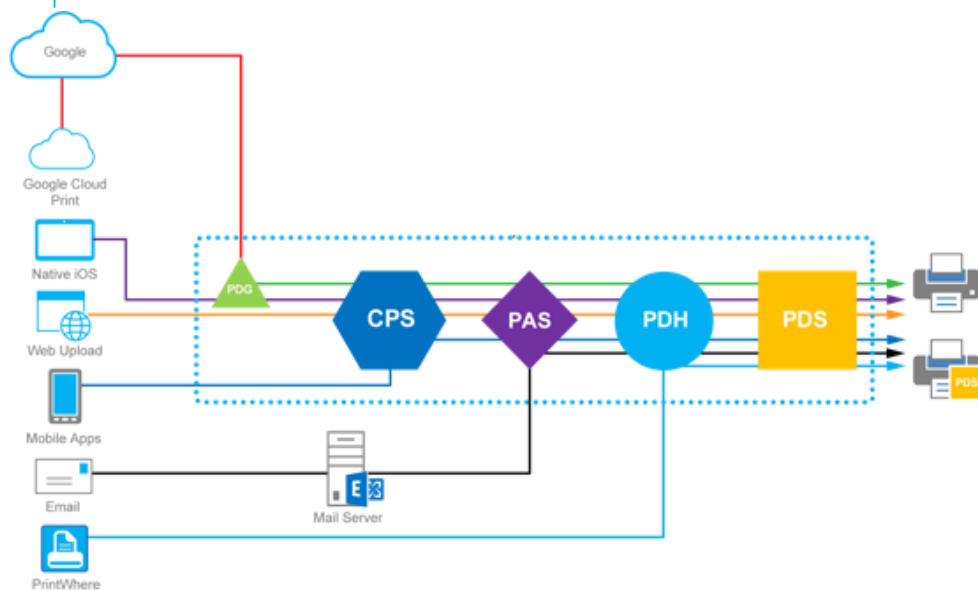 Google
Google Cloud
Print
Native iOS
PDG
CPS
PAS
PDH
PDS
Web Upload
PDS
Mobile Apps
E
Email
Mail Server
PrintWhere